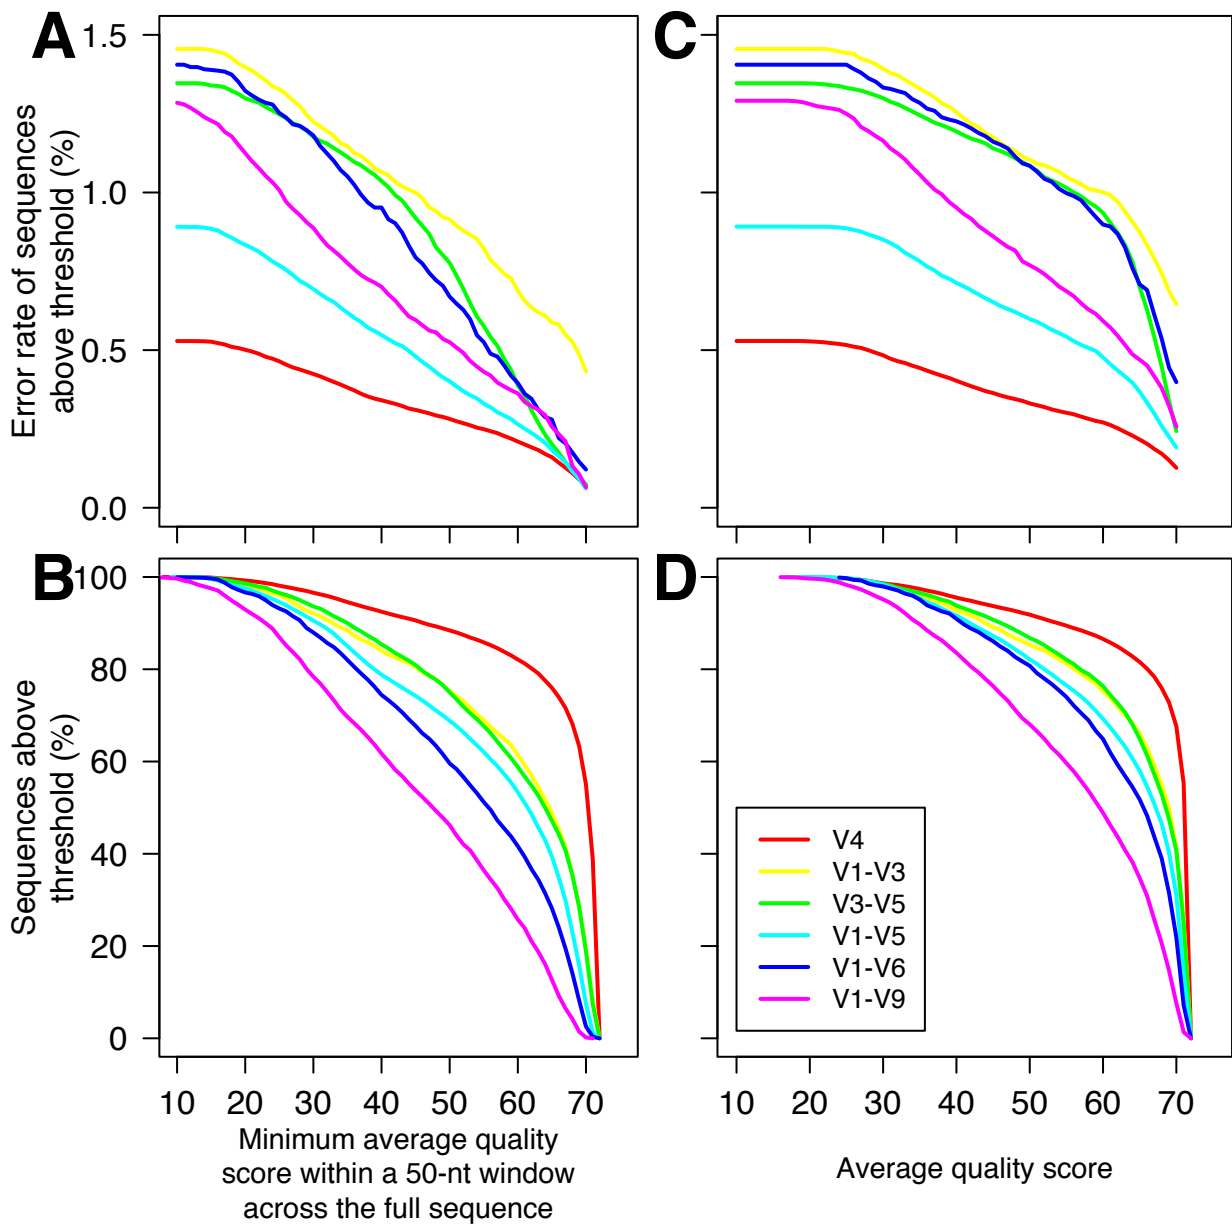 A
Error rate of sequences
above threshold (%)
1.5
1.0
0.5
0.0
C
B
Sequences above
threshold (%)
100
80
60
40
20
0
10 20 30 40 50 60 70
Minimum average quality
score within a 50-nt window
across the full sequence
D
V4
V1-V3
V3-V5
V1-V5
V1-V6
V1-V9
10 20 30 40 50 60 70
Average quality score